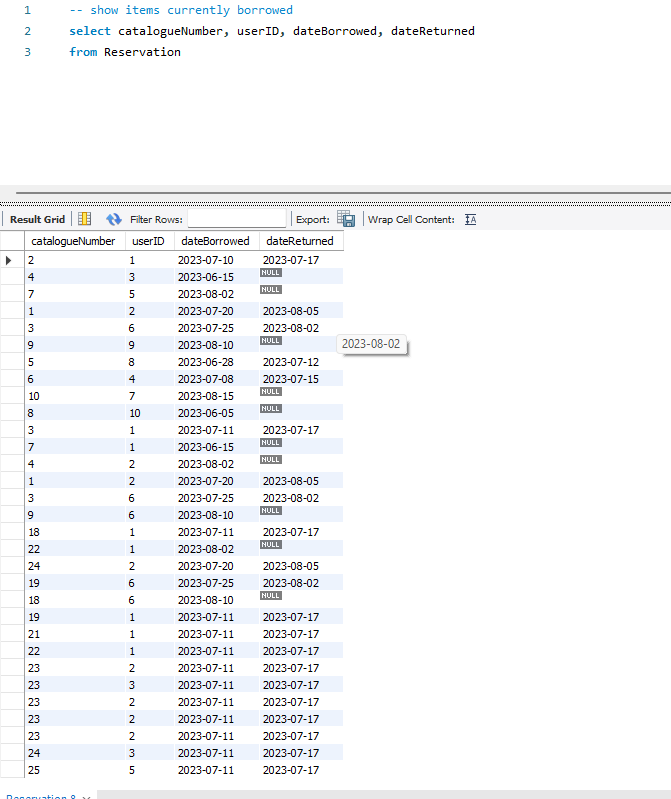 1 -- show items currently borrowed
2 select catalogueNumber, userID, dateBorrowed, dateReturned
3 from Reservation
Result Grid Filter Rows: Export: Wrap Cell Content:
catalogueNumber userID dateBorrowed dateReturned
2 1 2023-07-10 2023-07-17
4 3 2023-06-15 NULL
7 5 2023-08-02 NULL
1 2 2023-07-20 2023-08-05
3 6 2023-07-25 2023-08-02
9 9 2023-08-10 NULL
2023-08-02
5 8 2023-06-28 2023-07-12
6 4 2023-07-08 2023-07-15
10 7 2023-08-15 NULL
8 10 2023-06-05 NULL
3 1 2023-07-11 2023-07-17
7 1 2023-06-15 NULL
4 2 2023-08-02 NULL
1 2 2023-07-20 2023-08-05
3 6 2023-07-25 2023-08-02
9 6 2023-08-10 NULL
18 1 2023-07-11 2023-07-17
22 1 2023-08-02 NULL
24 2 2023-07-20 2023-08-05
19 6 2023-07-25 2023-08-02
18 6 2023-08-10 NULL
19 1 2023-07-11 2023-07-17
21 1 2023-07-11 2023-07-17
22 1 2023-07-11 2023-07-17
23 2 2023-07-11 2023-07-17
23 3 2023-07-11 2023-07-17
23 2 2023-07-11 2023-07-17
23 2 2023-07-11 2023-07-17
23 2 2023-07-11 2023-07-17
24 3 2023-07-11 2023-07-17
25 5 2023-07-11 2023-07-17
Reservation 8